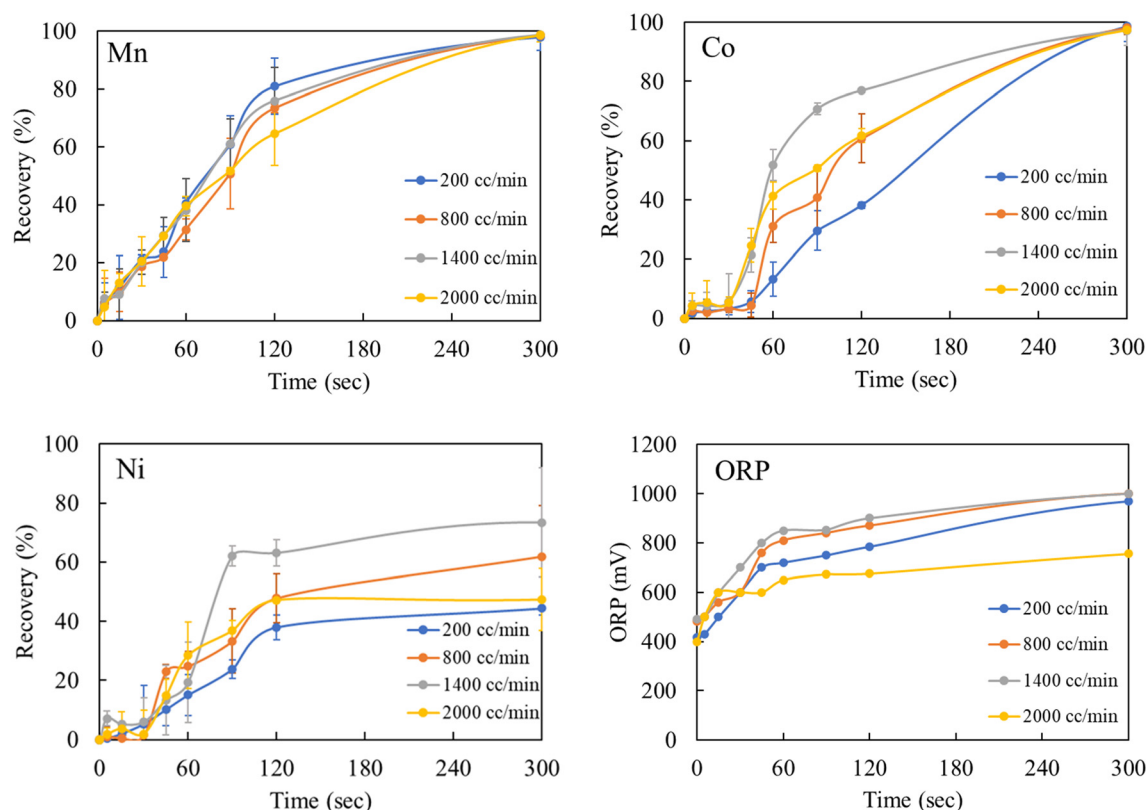 Mn
Recovery (%)
100
80
60
40
20
0
0 60 120 180 240 300
Time (sec)
200 cc/min
800 cc/min
1400 cc/min
2000 cc/min
Co
Recovery (%)
100
80
60
40
20
0
0 60 120 180 240 300
Time (sec)
200 cc/min
800 cc/min
1400 cc/min
2000 cc/min
Ni
Recovery (%)
100
80
60
40
20
0
0 60 120 180 240 300
Time (sec)
200 cc/min
800 cc/min
1400 cc/min
2000 cc/min
ORP
ORP (mV)
1200
1000
800
600
400
200
0
0 60 120 180 240 300
Time (sec)
200 cc/min
800 cc/min
1400 cc/min
2000 cc/min